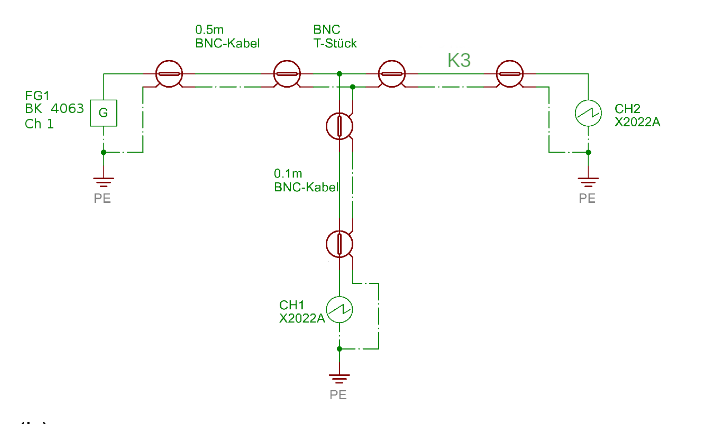 0.5m
BNC-Kabel
BNC
T-Stück
K3
FG1
BK 4063
Ch 1
G
CH2
X2022A
PE
PE
0.1m
BNC-Kabel
CH1
X2022A
PE